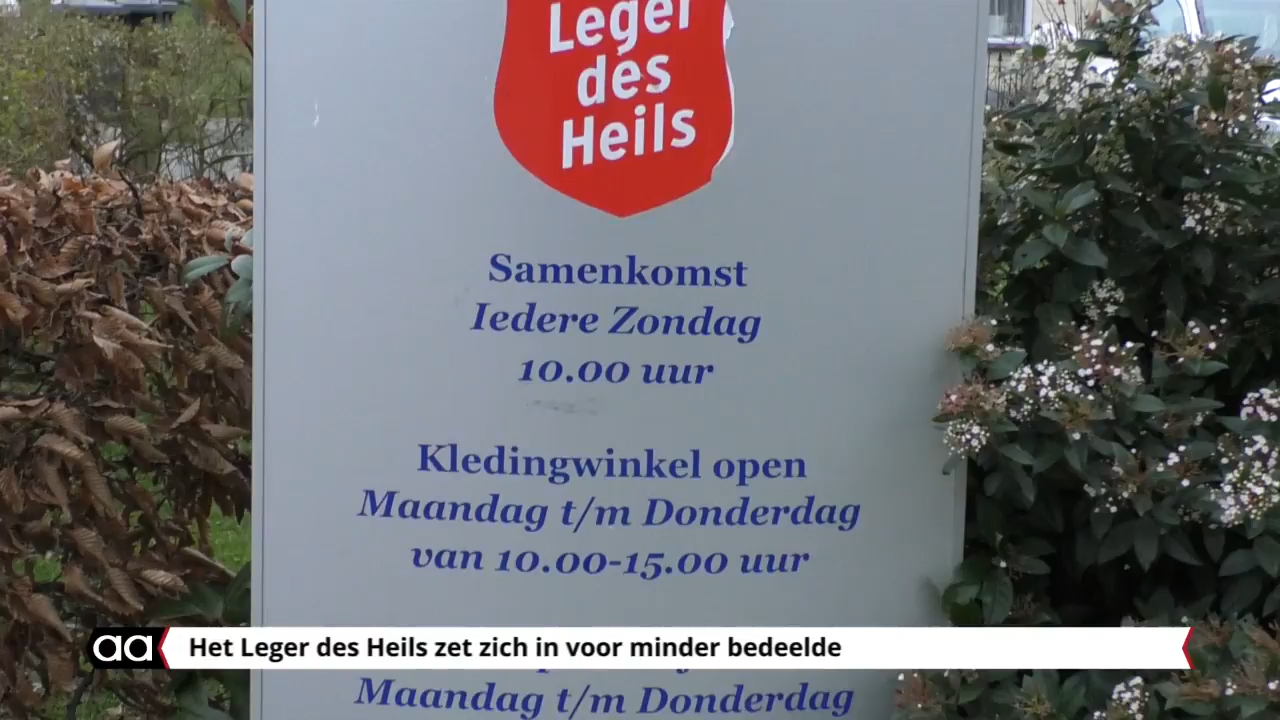 Leger
des
Heils
Samenkomst
Iedere Zondag
10.00 uur
Kledingwinkel open
Maandag t/m Donderdag
van 10.00-15.00 uur
aa Het Leger des Heils zet zich in voor minder bedeelde
Maandag t/m Donderdag